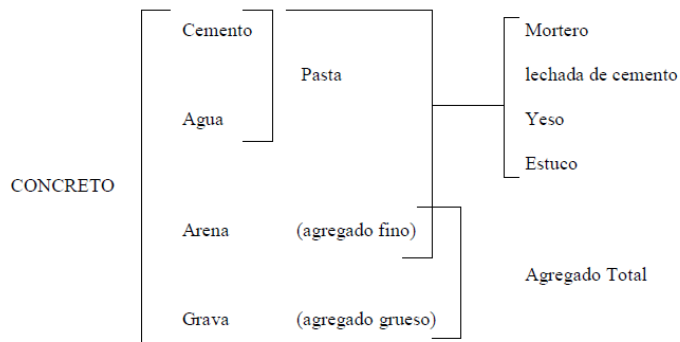 Cemento
Mortero
Pasta
lechada de cemento
Agua
Yeso
Estuco
CONCRETO
Arena (agregado fino)
Agregado Total
Grava (agregado grueso)